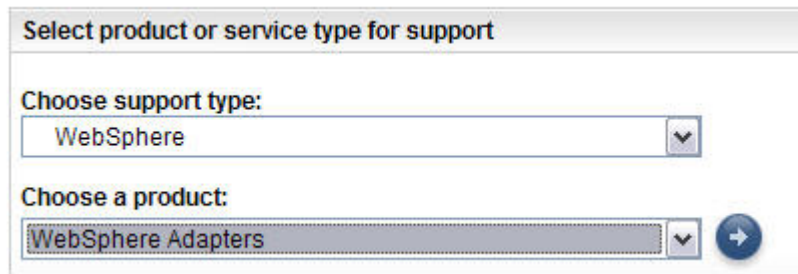 Select product or service type for support
Choose support type:
WebSphere
Choose a product:
WebSphere Adapters